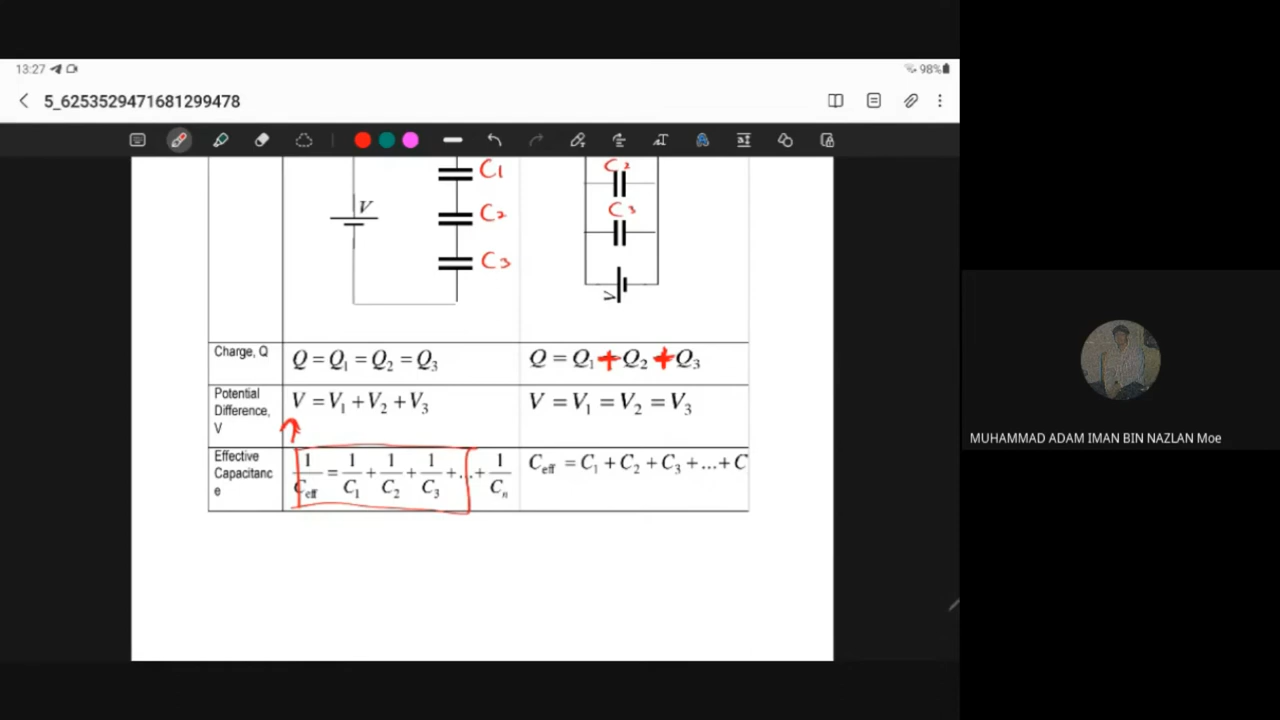 13:27 98%
5_6253529471681299478
C1
C2
C2
V
C3
C3
V
Charge, Q Q = Q₁ = Q₂ = Q₃ Q = Q₁ + Q₂ + Q₃
Potential V = V₁ + V₂ + V₃ V = V₁ = V₂ = V₃
Difference,
V
Effective 1/C_eff = 1/C₁ + 1/C₂ + 1/C₃ + ... + 1/Cₙ C_eff = C₁ + C₂ + C₃ + ... + C
Capacitanc
e
MUHAMMAD ADAM IMAN BIN NAZLAN Moe